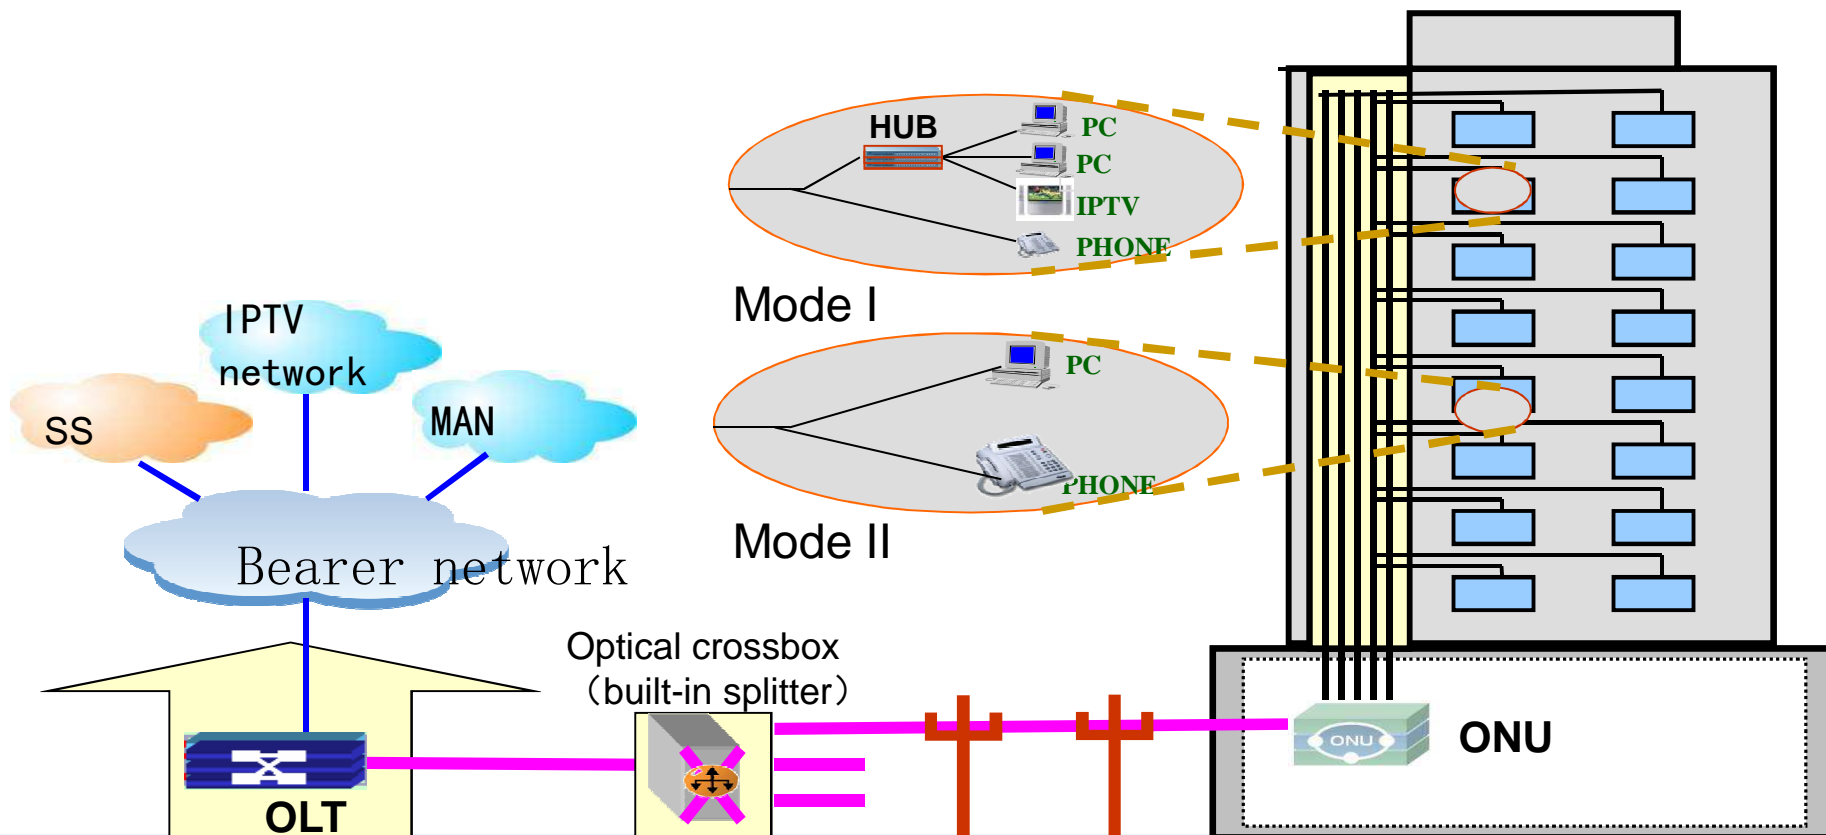 HUB
PC
PC
IPTV
PHONE
Mode I
PC
PHONE
Mode II
IPTV
network
SS
MAN
Bearer network
Optical crossbox
（built-in splitter）
OLT
ONU
ONU